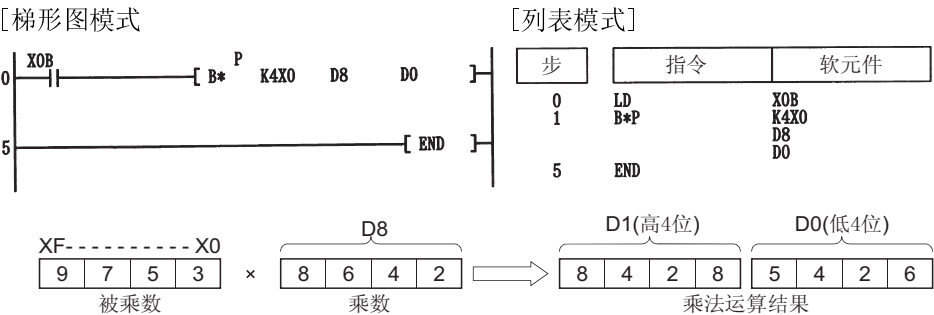 [梯形图模式
[列表模式]
X0B
P
0
[ B*
K4X0
D8
D0
]
5
[ END
]
步 指令 软元件
0 LD X0B
1 B*P K4X0
D8
D0
5 END
XF- - - - - - - - - - X0
D8
D1(高4位) D0(低4位)
9 7 5 3 × 8 6 4 2 8 4 2 8 5 4 2 6
被乘数 乘数 乘法运算结果